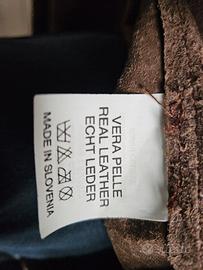 VERA PELLE
REAL LEATHER
ECHT LEDER
MADE IN SLOVENIA